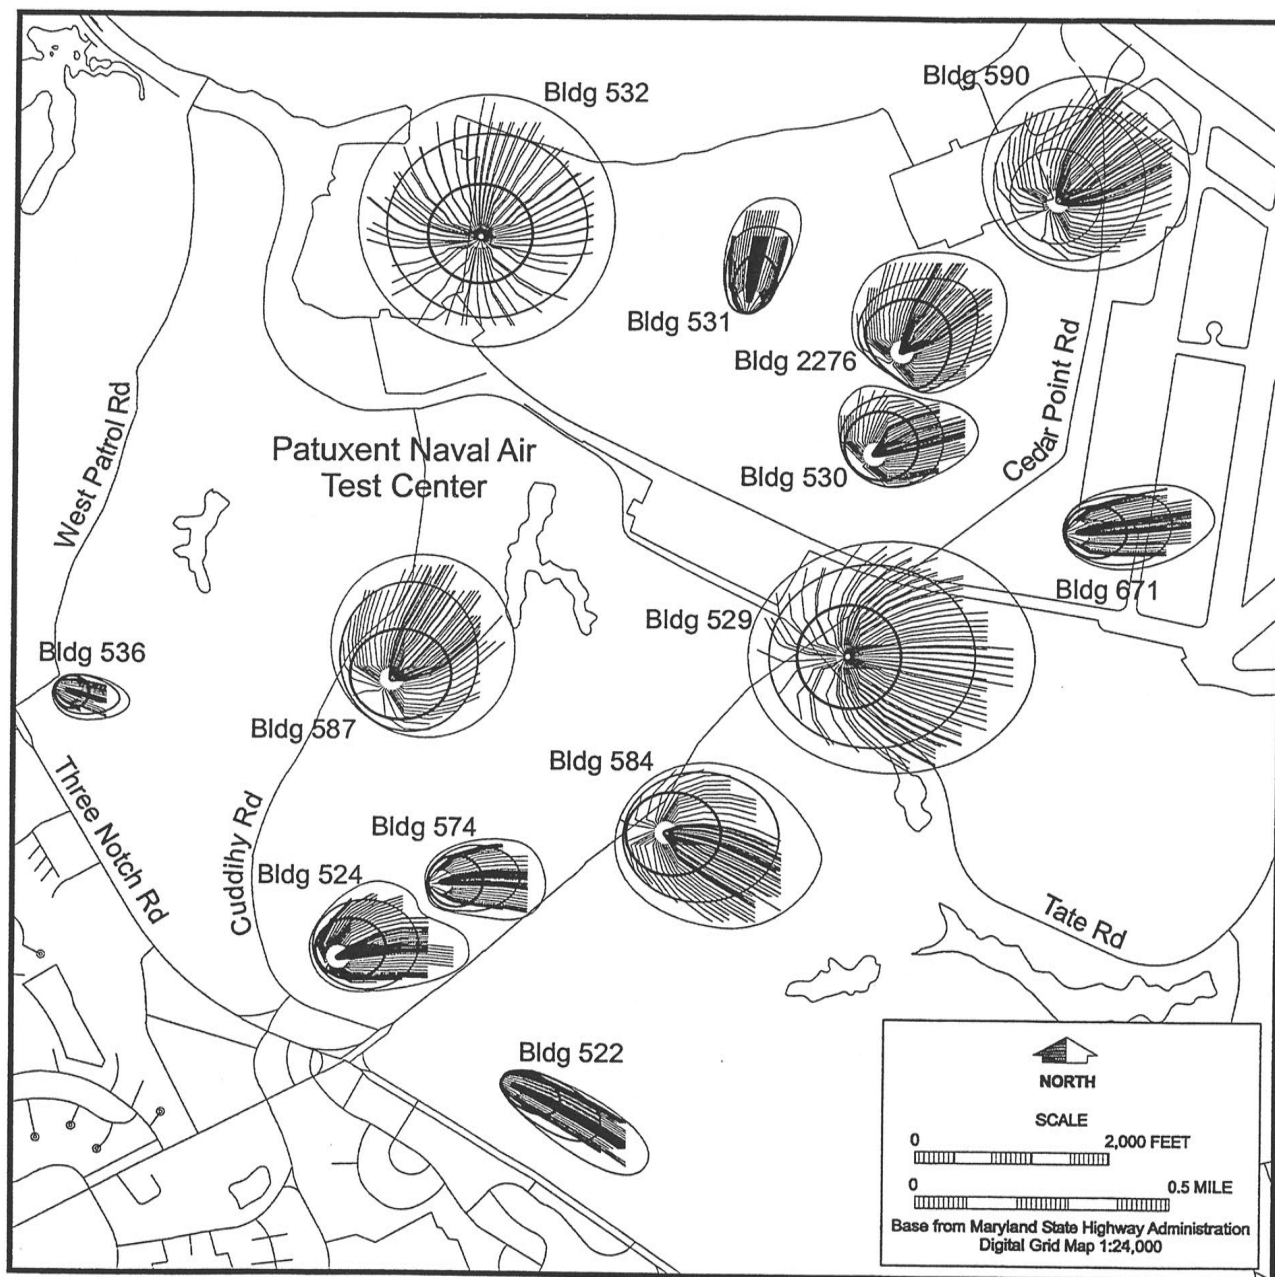 Bldg 532
Bldg 590
Bldg 531
Bldg 2276
Cedar Point Rd
West Patrol Rd
Patuxent Naval Air
Test Center
Bldg 530
Bldg 671
Bldg 529
Bldg 536
Bldg 587
Bldg 584
Three Notch Rd
Cuddihy Rd
Bldg 574
Bldg 524
Tate Rd
Bldg 522
NORTH
SCALE
0 2,000 FEET
0 0.5 MILE
Base from Maryland State Highway Administration
Digital Grid Map 1:24,000